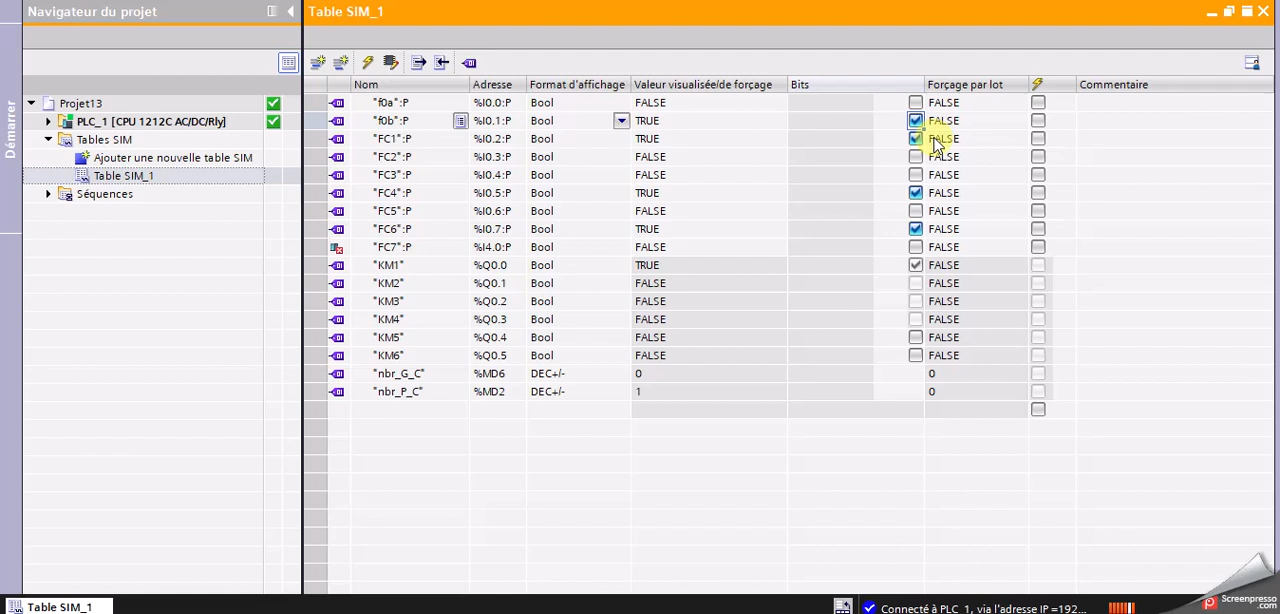 Navigateur du projet
Table SIM_1
Démarrer
Nom Adresse Format d'affichage Valeur visualisée/de forçage Bits Forçage par lot Commentaire
Projet13
PLC_1 [CPU 1212C AC/DC/Rly]
Tables SIM
Ajouter une nouvelle table SIM
Table SIM_1
Séquences
"f0a":P %I0.0:P Bool FALSE FALSE
"f0b":P %I0.1:P Bool TRUE FALSE
"FC1":P %I0.2:P Bool TRUE FALSE
"FC2":P %I0.3:P Bool FALSE FALSE
"FC3":P %I0.4:P Bool FALSE FALSE
"FC4":P %I0.5:P Bool TRUE FALSE
"FC5":P %I0.6:P Bool FALSE FALSE
"FC6":P %I0.7:P Bool TRUE FALSE
"FC7":P %I4.0:P Bool FALSE FALSE
"KM1" %Q0.0 Bool TRUE FALSE
"KM2" %Q0.1 Bool FALSE FALSE
"KM3" %Q0.2 Bool FALSE FALSE
"KM4" %Q0.3 Bool FALSE FALSE
"KM5" %Q0.4 Bool FALSE FALSE
"KM6" %Q0.5 Bool FALSE FALSE
"nbr_G_C" %MD6 DEC+/- 0 0
"nbr_P_C" %MD2 DEC+/- 1 0
Table SIM_1
Connecté à PLC_1, via l'adresse IP =192...
Screenpresso
.com